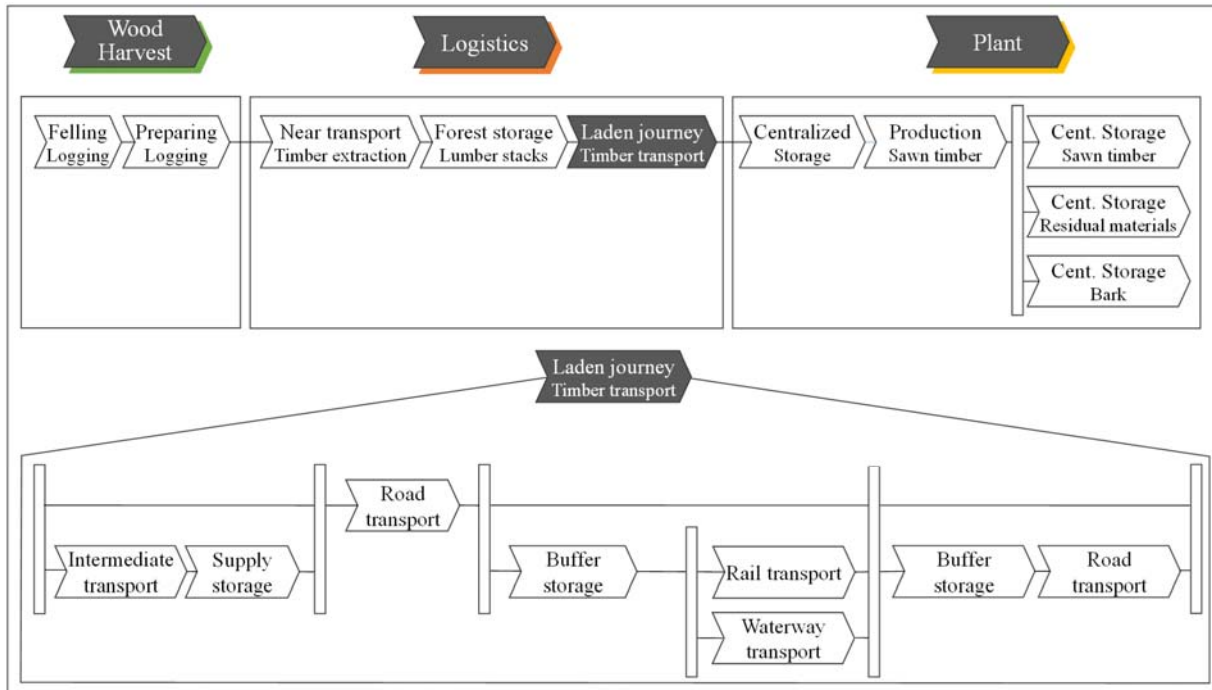 Wood
Harvest
Logistics
Plant
Felling
Logging
Preparing
Logging
Near transport
Timber extraction
Forest storage
Lumber stacks
Laden journey
Timber transport
Centralized
Storage
Production
Sawn timber
Cent. Storage
Sawn timber
Cent. Storage
Residual materials
Cent. Storage
Bark
Laden journey
Timber transport
Road
transport
Intermediate
transport
Supply
storage
Buffer
storage
Rail transport
Waterway
transport
Buffer
storage
Road
transport